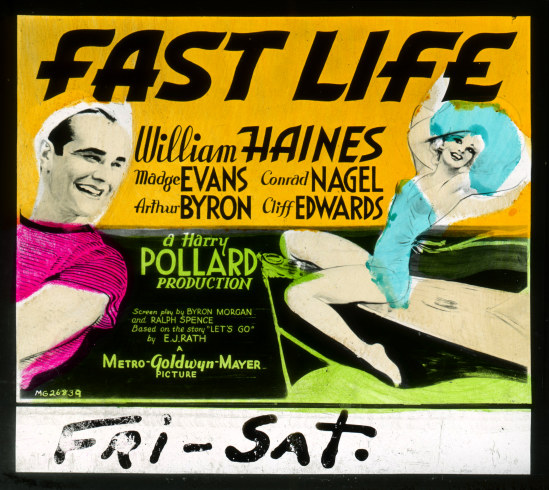 FAST LIFE
William HAINES
Madge EVANS Conrad NAGEL
Arthur BYRON Cliff EDWARDS
a Harry
POLLARD
PRODUCTION
Screen play by BYRON MORGAN
and RALPH SPENCE
Based on the story "LET'S GO"
by E.J. RATH
A
METRO-Goldwyn-MAYER
PICTURE
MG26839
FRI-SAT.